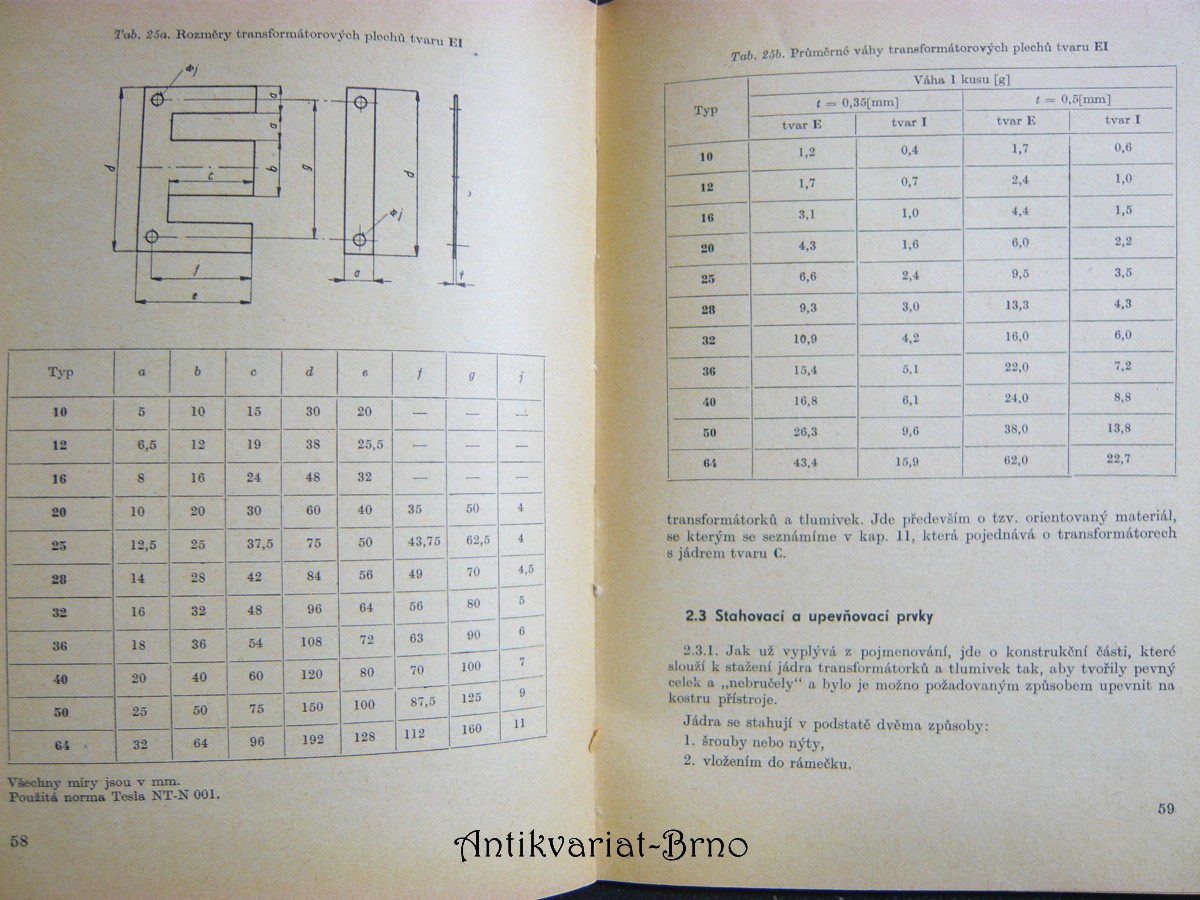 Tab. 25a. Rozměry transformátorových plechů tvaru EI
Φj
a
a
b
c
d
g
f
e
d
Φj
a
t
Typ a b c d e f g j
10 5 10 15 30 20 — — —
12 6,5 12 19 38 25,5 — — —
16 8 16 24 48 32 — — —
20 10 20 30 60 40 35 50 4
25 12,5 25 37,5 75 50 43,75 62,5 4
28 14 28 42 84 56 49 70 4,5
32 16 32 48 96 64 56 80 5
36 18 36 54 108 72 63 90 6
40 20 40 60 120 80 70 100 7
50 25 50 75 150 100 87,5 125 9
64 32 64 96 192 128 112 160 11
Všechny míry jsou v mm.
Použitá norma Tesla NT-N 001.
58
Tab. 25b. Průměrné váhy transformátorových plechů tvaru EI
Typ
Váha 1 kusu [g]
t = 0,35[mm] t = 0,5[mm]
tvar E tvar I tvar E tvar I
10 1,2 0,4 1,7 0,6
12 1,7 0,7 2,4 1,0
16 3,1 1,0 4,4 1,5
20 4,3 1,6 6,0 2,2
25 6,6 2,4 9,5 3,5
28 9,3 3,0 13,3 4,3
32 10,9 4,2 16,0 6,0
36 15,4 5,1 22,0 7,2
40 16,8 6,1 24,0 8,8
50 26,3 9,6 38,0 13,8
64 43,4 15,9 62,0 22,7
transformátorků a tlumivek. Jde především o tzv. orientovaný materiál,
se kterým se seznámíme v kap. 11, která pojednává o transformátorech
s jádrem tvaru C.
2.3 Stahovací a upevňovací prvky
2.3.1. Jak už vyplývá z pojmenování, jde o konstrukční části, které
slouží k stažení jádra transformátorků a tlumivek tak, aby tvořily pevný
celek a „nebručely“ a bylo je možno požadovaným způsobem upevnit na
kostru přístroje.
Jádra se stahují v podstatě dvěma způsoby:
1. šrouby nebo nýty,
2. vložením do rámečku.
59
Antikvariat-Brno